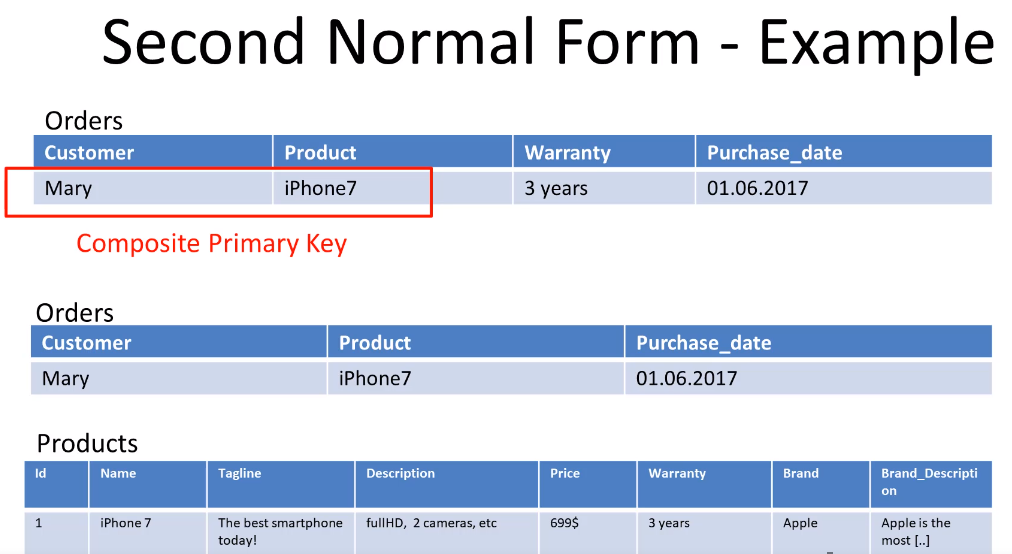 Second Normal Form - Example
Orders
Customer Product Warranty Purchase_date
Mary iPhone7 3 years 01.06.2017
Composite Primary Key
Orders
Customer Product Purchase_date
Mary iPhone7 01.06.2017
Products
Id Name Tagline Description Price Warranty Brand Brand_Descripti
on
1 iPhone 7 The best smartphone fullHD, 2 cameras, etc 699$ 3 years Apple Apple is the
today! most [..]